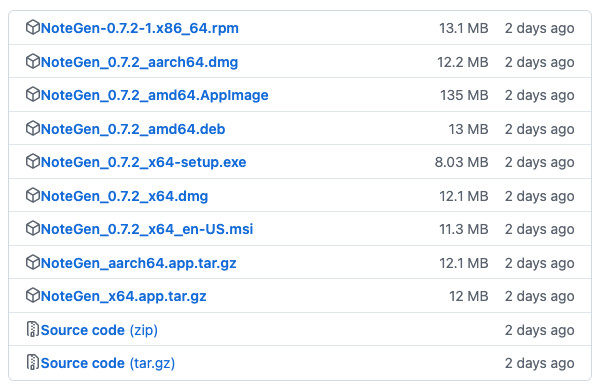 NoteGen-0.7.2-1.x86_64.rpm 13.1 MB 2 days ago
NoteGen_0.7.2_aarch64.dmg 12.2 MB 2 days ago
NoteGen_0.7.2_amd64.AppImage 135 MB 2 days ago
NoteGen_0.7.2_amd64.deb 13 MB 2 days ago
NoteGen_0.7.2_x64-setup.exe 8.03 MB 2 days ago
NoteGen_0.7.2_x64.dmg 12.1 MB 2 days ago
NoteGen_0.7.2_x64_en-US.msi 11.3 MB 2 days ago
NoteGen_aarch64.app.tar.gz 12.1 MB 2 days ago
NoteGen_x64.app.tar.gz 12 MB 2 days ago
Source code (zip) 2 days ago
Source code (tar.gz) 2 days ago